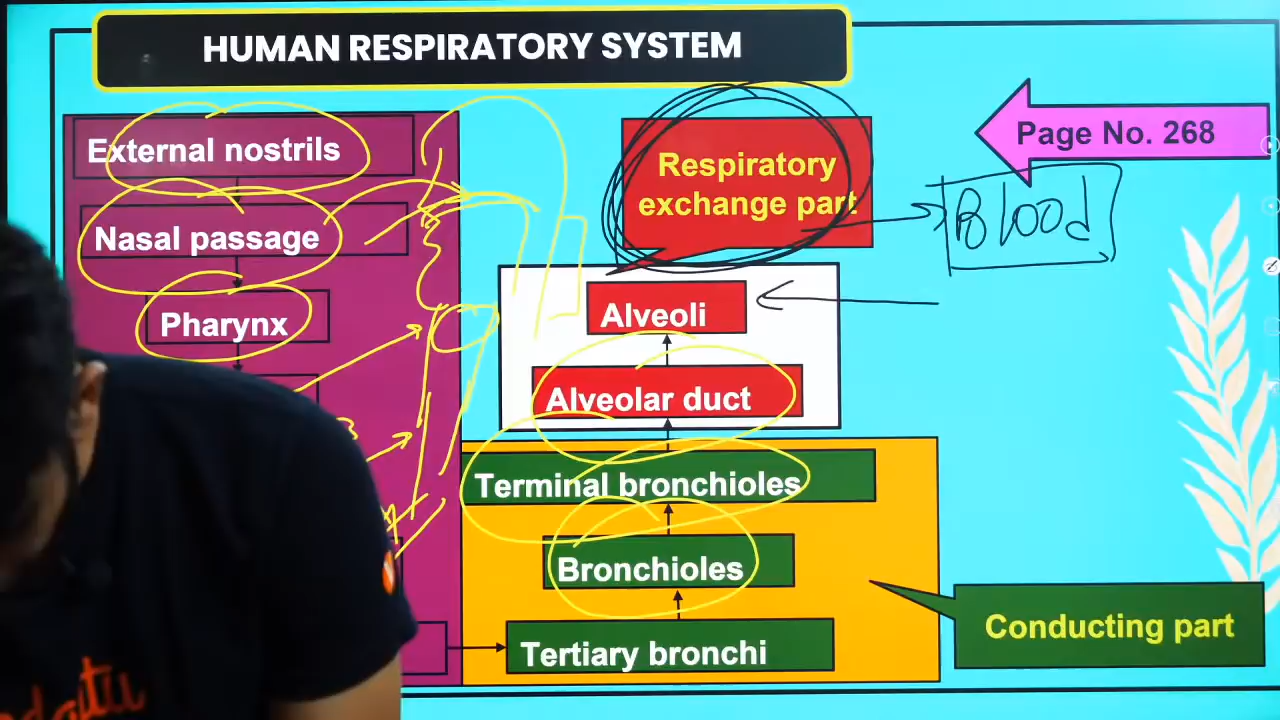 HUMAN RESPIRATORY SYSTEM
External nostrils
Nasal passage
Pharynx
Respiratory
exchange part
Page No. 268
Blood
Alveoli
Alveolar duct
Terminal bronchioles
Bronchioles
Tertiary bronchi
Conducting part